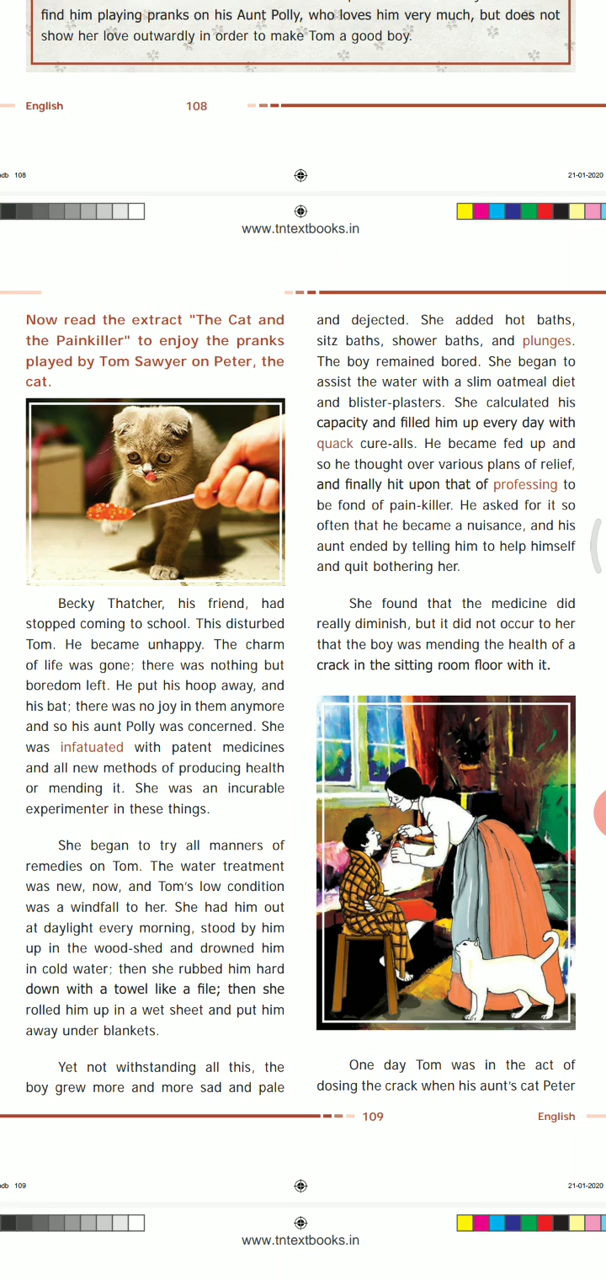 find him playing pranks on his Aunt Polly, who loves him very much, but does not
show her love outwardly in order to make Tom a good boy.
English 108
108
21-01-2020
www.tntextbooks.in
Now read the extract "The Cat and
the Painkiller" to enjoy the pranks
played by Tom Sawyer on Peter, the
cat.
Becky Thatcher, his friend, had
stopped coming to school. This disturbed
Tom. He became unhappy. The charm
of life was gone; there was nothing but
boredom left. He put his hoop away, and
his bat; there was no joy in them anymore
and so his aunt Polly was concerned. She
was infatuated with patent medicines
and all new methods of producing health
or mending it. She was an incurable
experimenter in these things.
She began to try all manners of
remedies on Tom. The water treatment
was new, now, and Tom's low condition
was a windfall to her. She had him out
at daylight every morning, stood by him
up in the wood-shed and drowned him
in cold water; then she rubbed him hard
down with a towel like a file; then she
rolled him up in a wet sheet and put him
away under blankets.
Yet not withstanding all this, the
boy grew more and more sad and pale
and dejected. She added hot baths,
sitz baths, shower baths, and plunges.
The boy remained bored. She began to
assist the water with a slim oatmeal diet
and blister-plasters. She calculated his
capacity and filled him up every day with
quack cure-alls. He became fed up and
so he thought over various plans of relief,
and finally hit upon that of professing to
be fond of pain-killer. He asked for it so
often that he became a nuisance, and his
aunt ended by telling him to help himself
and quit bothering her.
She found that the medicine did
really diminish, but it did not occur to her
that the boy was mending the health of a
crack in the sitting room floor with it.
One day Tom was in the act of
dosing the crack when his aunt's cat Peter
109 English
109
21-01-2020
www.tntextbooks.in